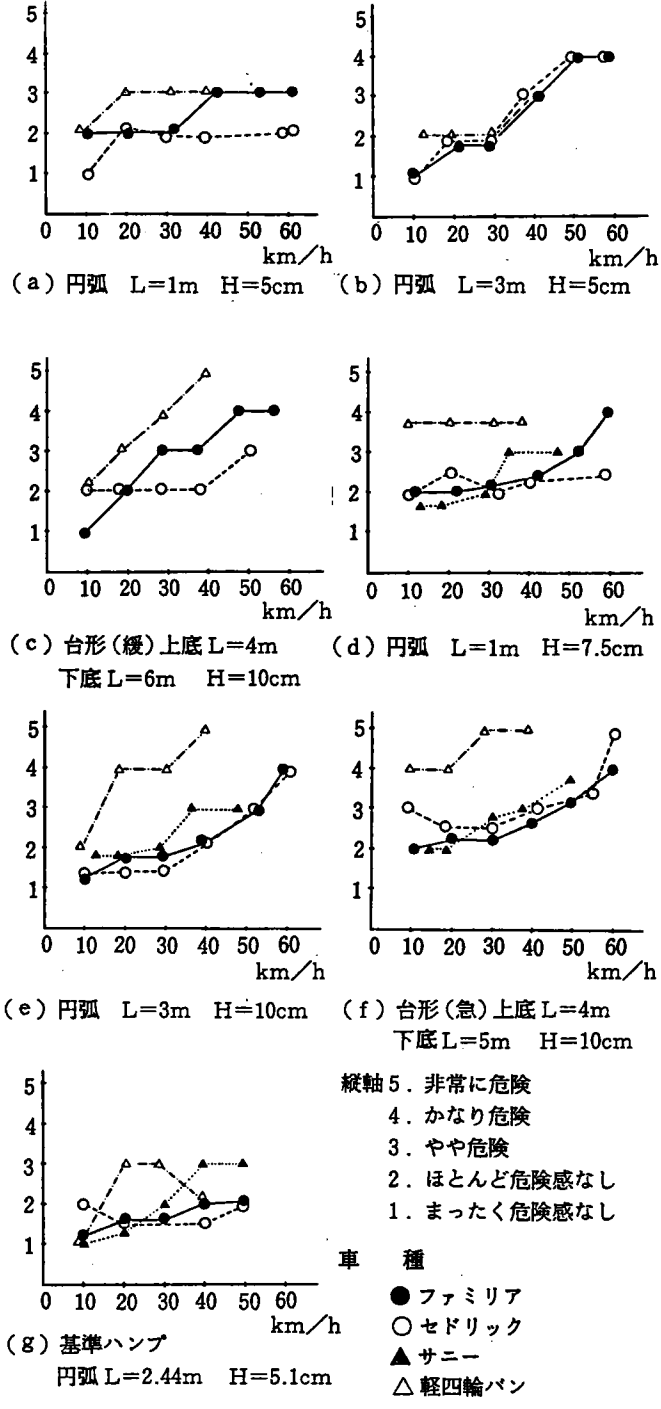 5
4
3
2
1
0 10 20 30 40 50 60
km/h
(a)円弧 L=1m H=5cm
5
4
3
2
1
0 10 20 30 40 50 60
km/h
(b)円弧 L=3m H=5cm
5
4
3
2
1
0 10 20 30 40 50 60
km/h
(c)台形(緩)上底L=4m
下底L=6m H=10cm
5
4
3
2
1
0 10 20 30 40 50 60
km/h
(d)円弧 L=1m H=7.5cm
5
4
3
2
1
0 10 20 30 40 50 60
km/h
(e)円弧 L=3m H=10cm
5
4
3
2
1
0 10 20 30 40 50 60
km/h
(f)台形(急)上底L=4m
下底L=5m H=10cm
5
4
3
2
1
0 10 20 30 40 50 60
km/h
(g)基準ハンプ
円弧L=2.44m H=5.1cm
縦軸5.非常に危険
4.かなり危険
3.やや危険
2.ほとんど危険感なし
1.まったく危険感なし
車 種
●ファミリア
○セドリック
▲サニー
△軽四輪バン